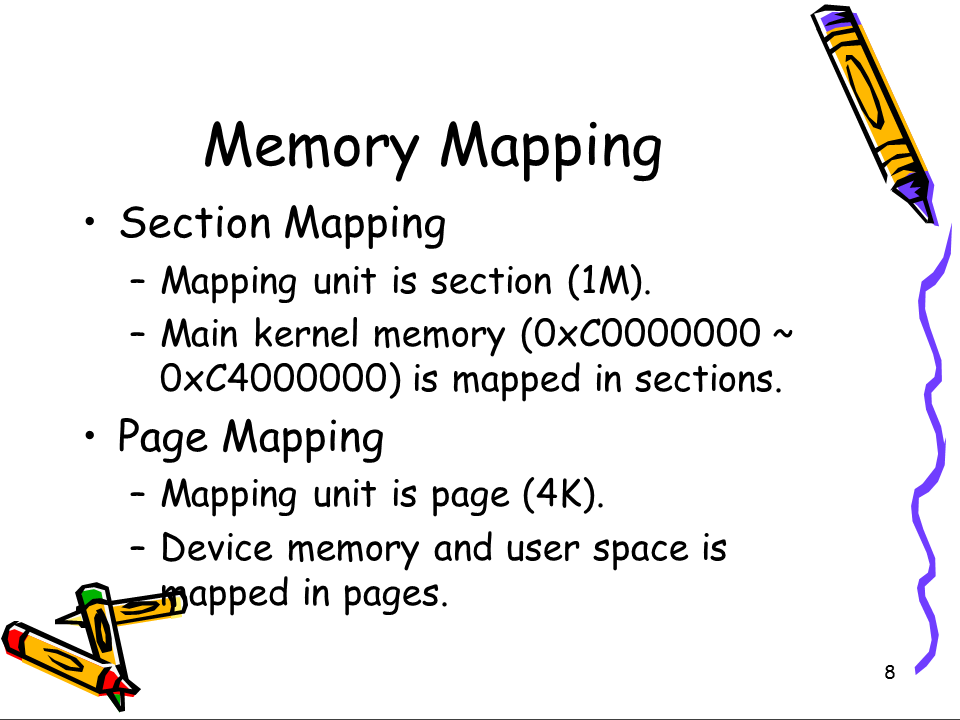 Memory Mapping
• Section Mapping
– Mapping unit is section (1M).
– Main kernel memory (0xC0000000 ~
0xC4000000) is mapped in sections.
• Page Mapping
– Mapping unit is page (4K).
– Device memory and user space is
mapped in pages.
8